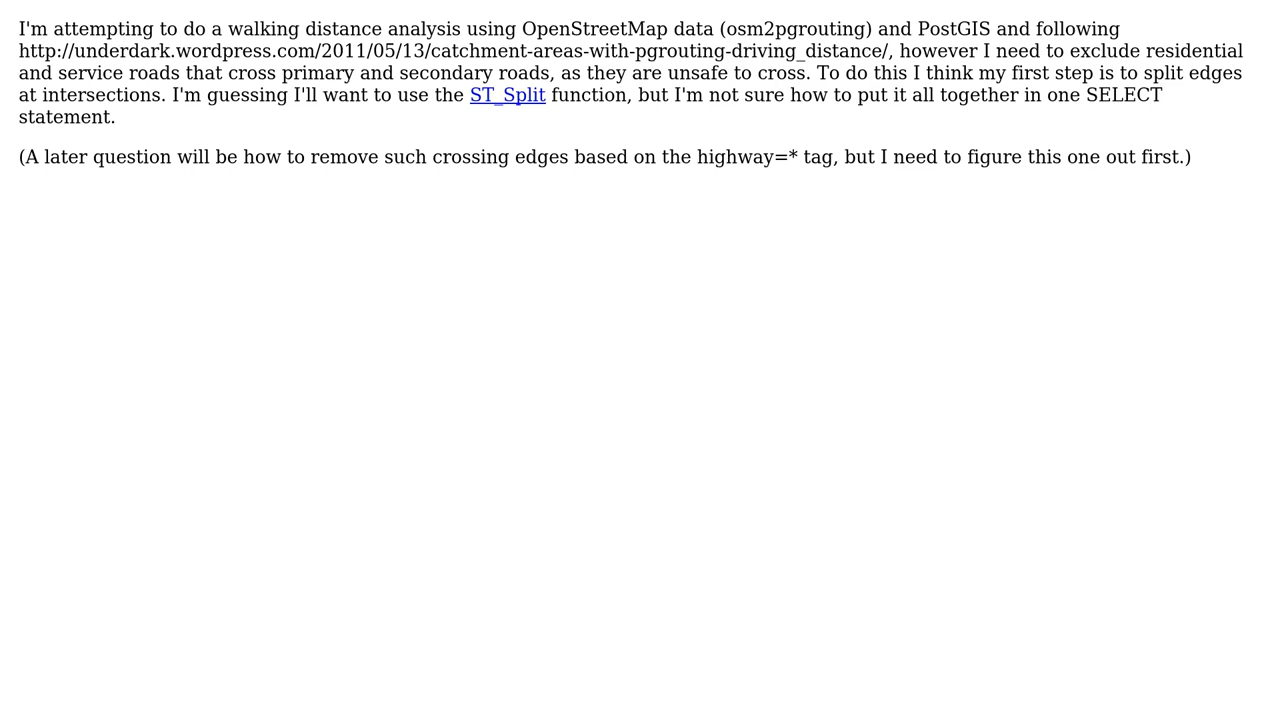 I'm attempting to do a walking distance analysis using OpenStreetMap data (osm2pgrouting) and PostGIS and following
http://underdark.wordpress.com/2011/05/13/catchment-areas-with-pgrouting-driving_distance/, however I need to exclude residential
and service roads that cross primary and secondary roads, as they are unsafe to cross. To do this I think my first step is to split edges
at intersections. I'm guessing I'll want to use the ST_Split function, but I'm not sure how to put it all together in one SELECT
statement.
(A later question will be how to remove such crossing edges based on the highway=* tag, but I need to figure this one out first.)